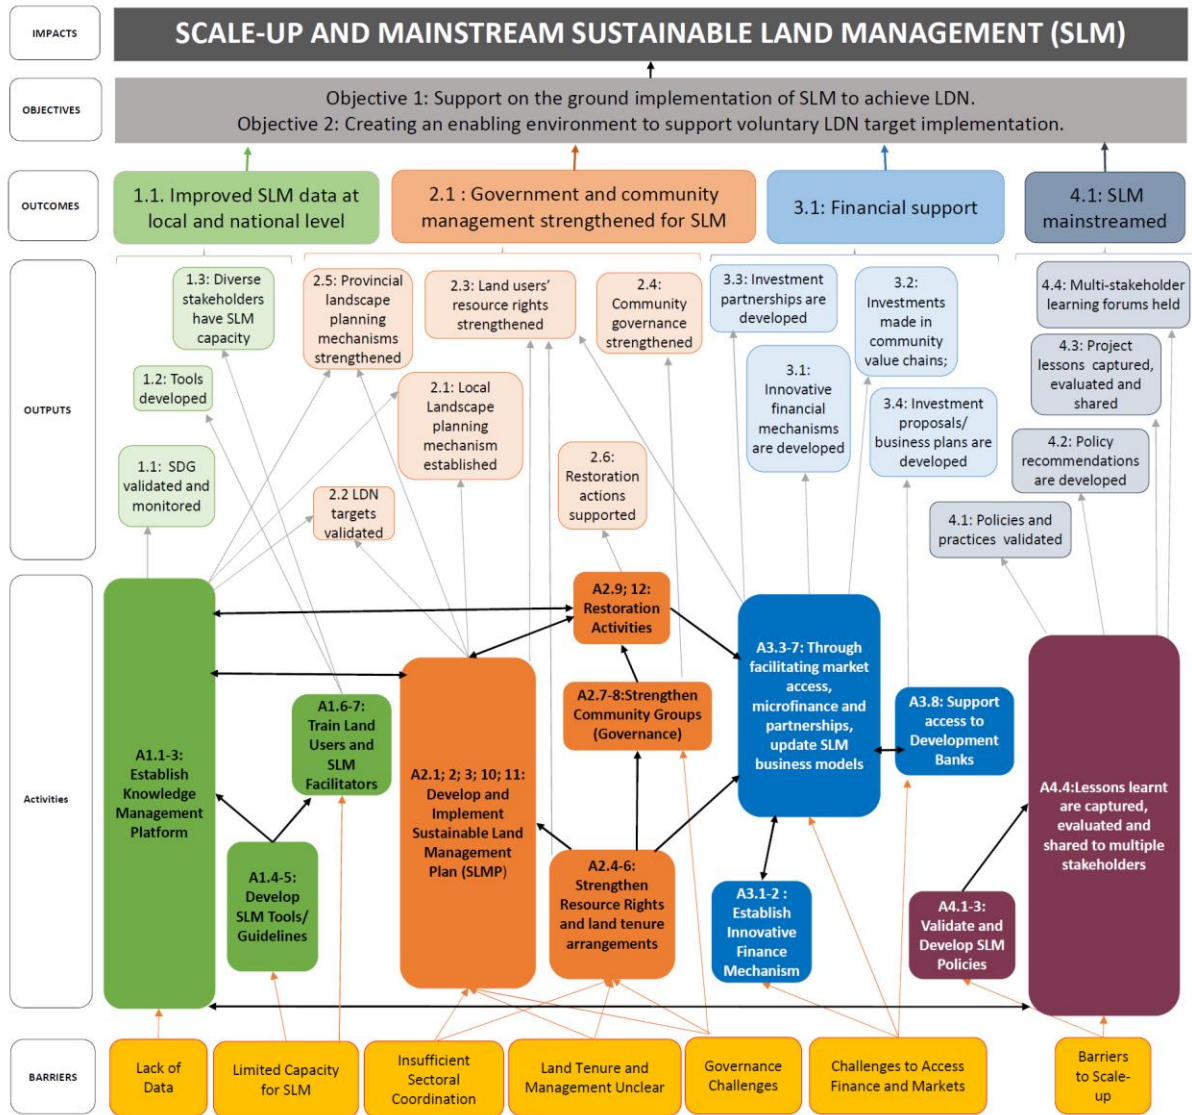 IMPACTS
SCALE-UP AND MAINSTREAM SUSTAINABLE LAND MANAGEMENT (SLM)
OBJECTIVES
Objective 1: Support on the ground implementation of SLM to achieve LDN.
Objective 2: Creating an enabling environment to support voluntary LDN target implementation.
OUTCOMES
1.1. Improved SLM data at
local and national level
2.1 : Government and community
management strengthened for SLM
3.1: Financial support
4.1: SLM
mainstreamed
OUTPUTS
1.3: Diverse
stakeholders
have SLM
capacity
1.2: Tools
developed
1.1: SDG
validated and
monitored
2.5: Provincial
landscape
planning
mechanisms
strengthened
2.3: Land users’
resource rights
strengthened
2.4:
Community
governance
strengthened
2.1: Local
Landscape
planning
mechanism
established
2.2 LDN
targets
validated
2.6:
Restoration
actions
supported
3.3: Investment
partnerships are
developed
3.2:
Investments
made in
community
value chains;
3.1:
Innovative
financial
mechanisms
are developed
3.4: Investment
proposals/
business plans are
developed
4.4: Multi-stakeholder
learning forums held
4.3: Project
lessons captured,
evaluated and
shared
4.2: Policy
recommendations
are developed
4.1: Policies and
practices validated
Activities
A1.1-3:
Establish
Knowledge
Management
Platform
A1.6-7:
Train Land
Users and
SLM
Facilitators
A1.4-5:
Develop
SLM Tools/
Guidelines
A2.1; 2; 3; 10; 11:
Develop and
Implement
Sustainable Land
Management
Plan (SLMP)
A2.9; 12:
Restoration
Activities
A2.7-8:Strengthen
Community Groups
(Governance)
A2.4-6:
Strengthen
Resource Rights
and land tenure
arrangements
A3.3-7: Through
facilitating market
access,
microfinance and
partnerships,
update SLM
business models
A3.8: Support
access to
Development
Banks
A3.1-2 :
Establish
Innovative
Finance
Mechanism
A4.1-3:
Validate and
Develop SLM
Policies
A4.4:Lessons learnt
are captured,
evaluated and
shared to multiple
stakeholders
BARRIERS
Lack of
Data
Limited Capacity
for SLM
Insufficient
Sectoral
Coordination
Land Tenure and
Management Unclear
Governance
Challenges
Challenges to Access
Finance and Markets
Barriers
to Scale-
up